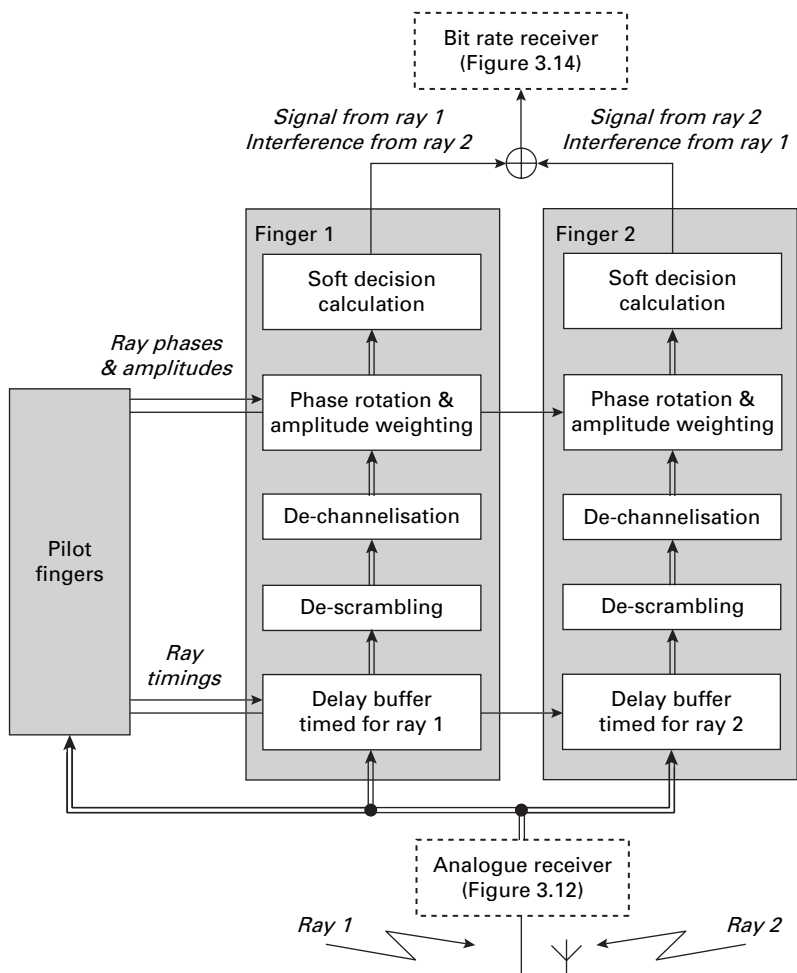 Bit rate receiver
(Figure 3.14)
Signal from ray 1
Interference from ray 2
Signal from ray 2
Interference from ray 1
Finger 1
Finger 2
Soft decision
calculation
Soft decision
calculation
Ray phases
& amplitudes
Phase rotation &
amplitude weighting
Phase rotation &
amplitude weighting
De-channelisation
De-channelisation
Pilot
fingers
De-scrambling
De-scrambling
Ray
timings
Delay buffer
timed for ray 1
Delay buffer
timed for ray 2
Analogue receiver
(Figure 3.12)
Ray 1
Ray 2